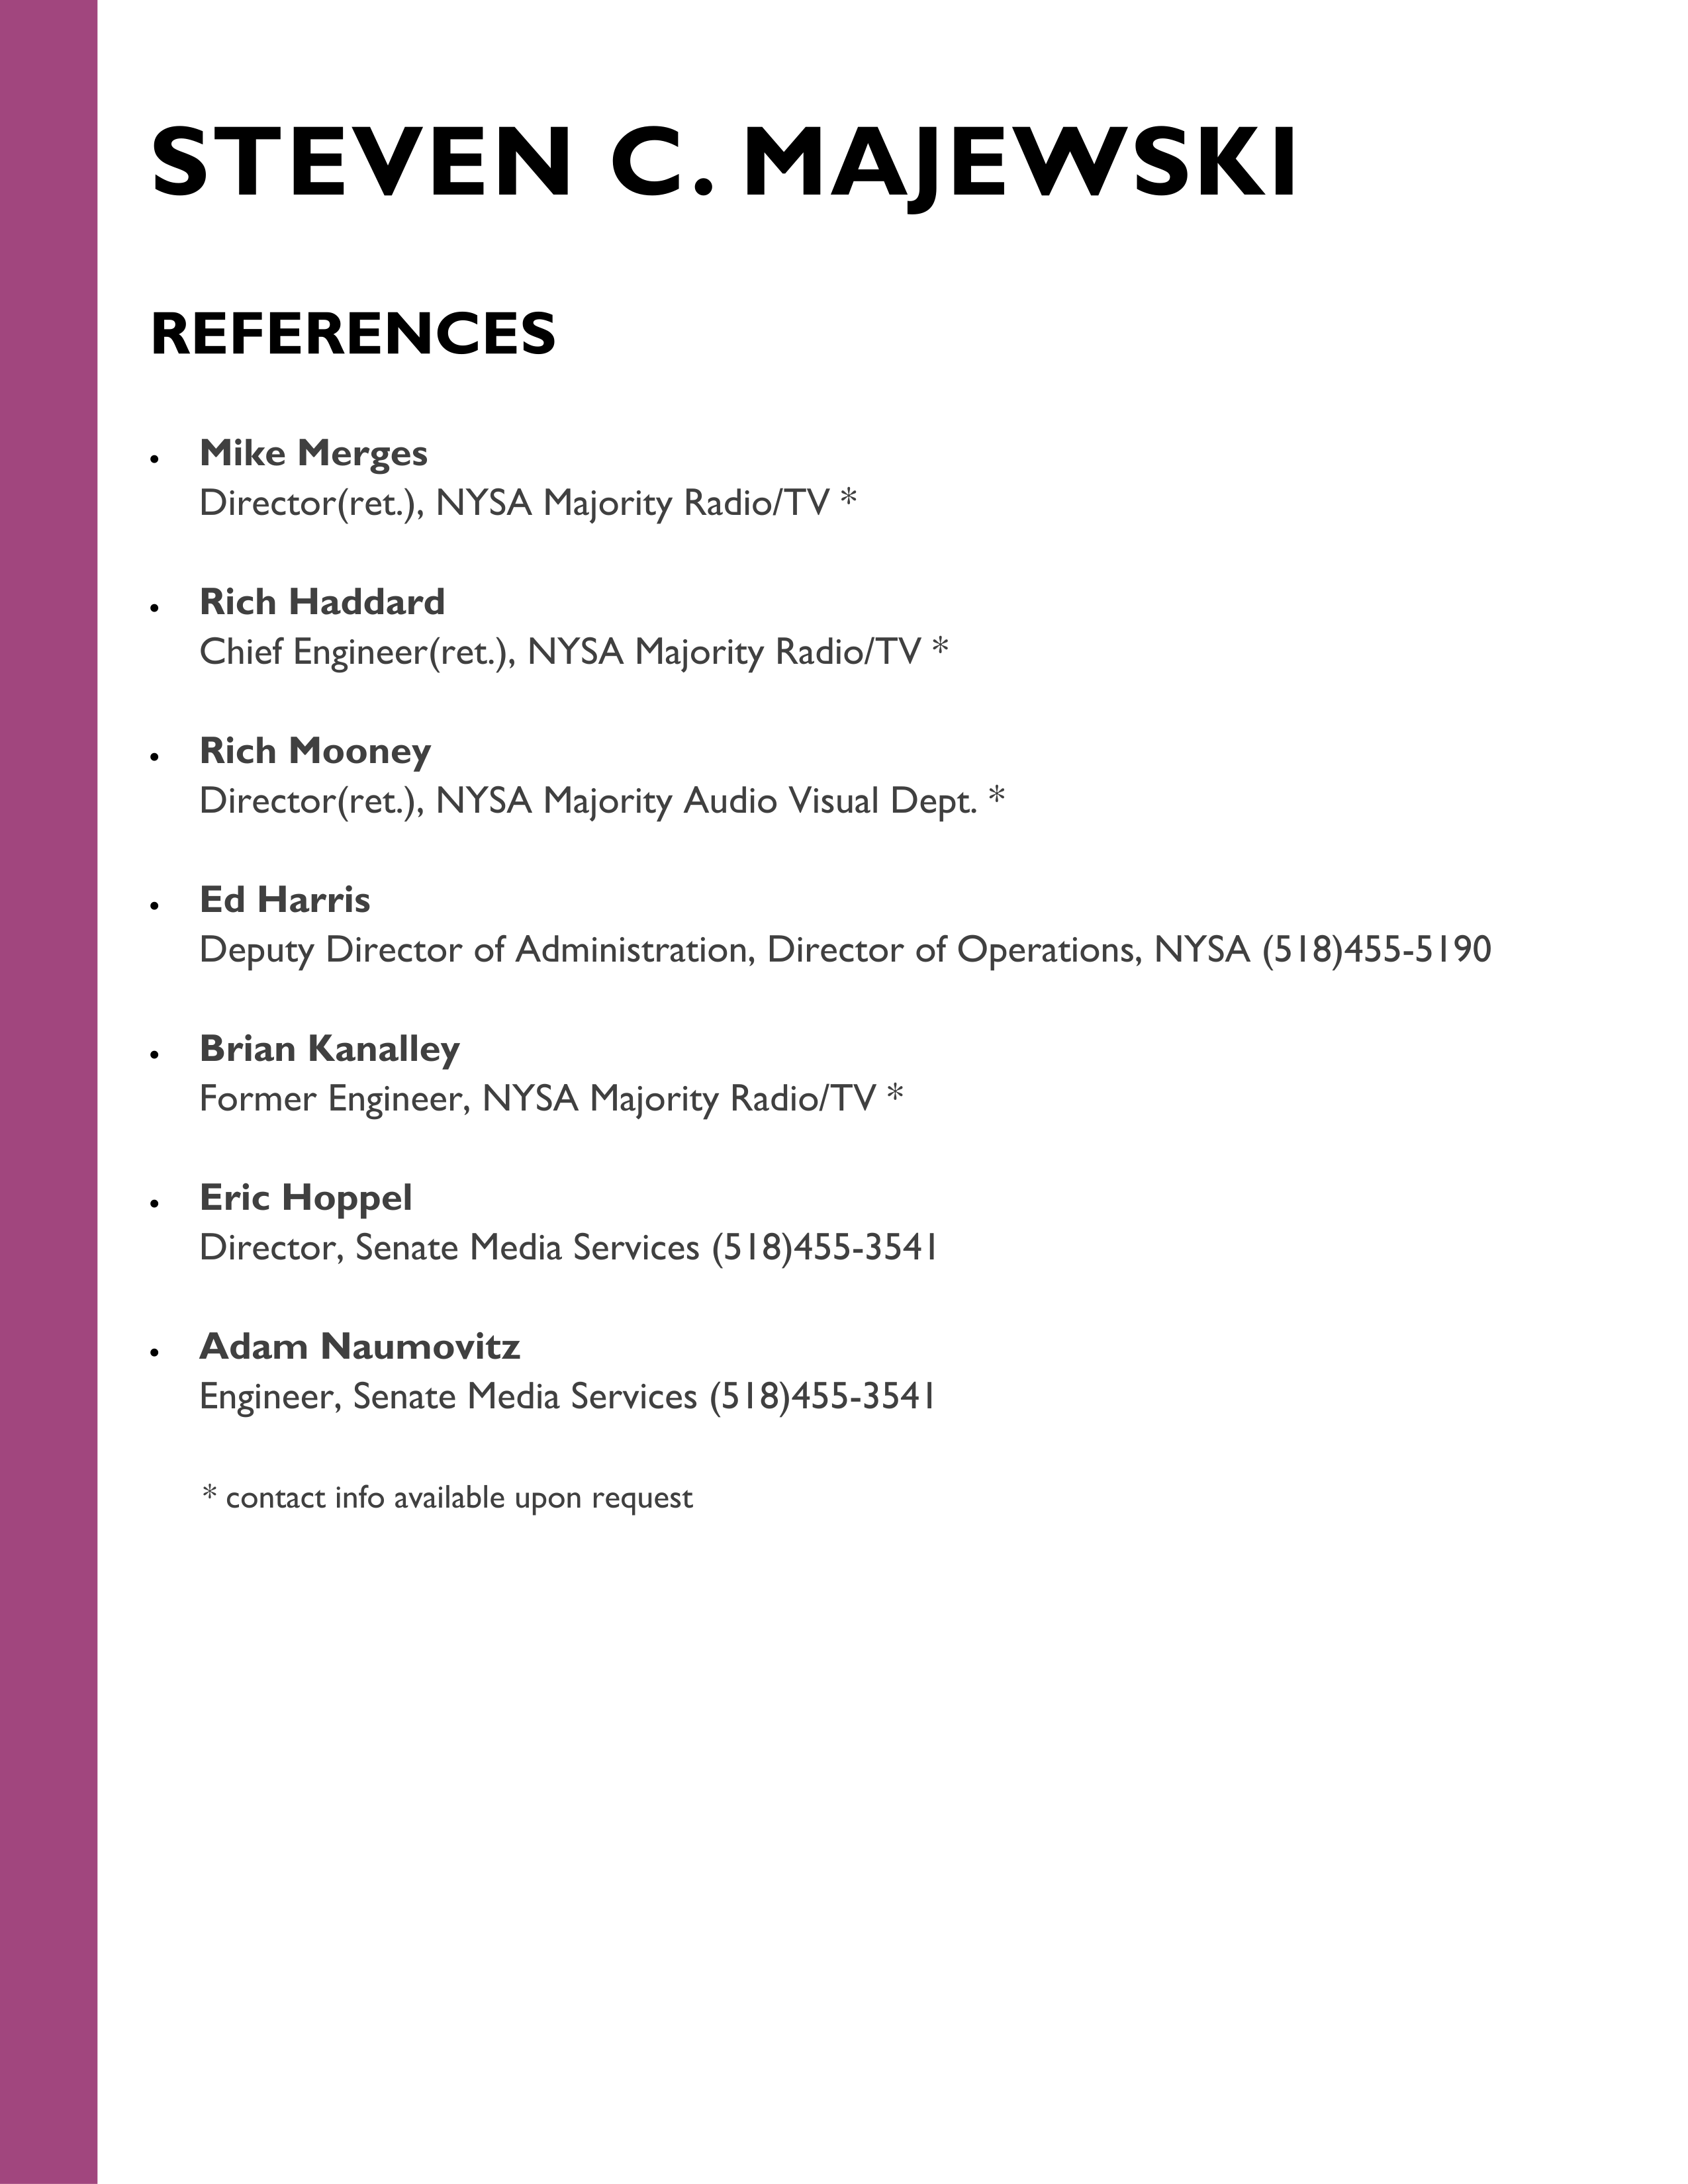 STEVEN C. MAJEWSKI
REFERENCES
• Mike Merges
Director(ret.), NYSA Majority Radio/TV *
• Rich Haddard
Chief Engineer(ret.), NYSA Majority Radio/TV *
• Rich Mooney
Director(ret.), NYSA Majority Audio Visual Dept. *
• Ed Harris
Deputy Director of Administration, Director of Operations, NYSA (518)455-5190
• Brian Kanalley
Former Engineer, NYSA Majority Radio/TV *
• Eric Hoppel
Director, Senate Media Services (518)455-3541
• Adam Naumovitz
Engineer, Senate Media Services (518)455-3541
* contact info available upon request